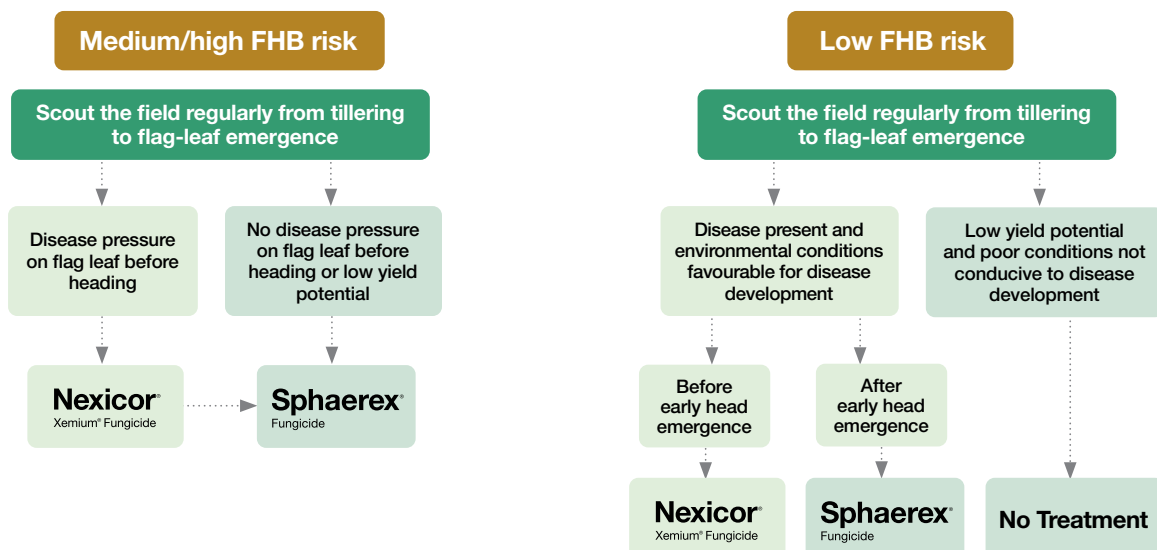 Medium/high FHB risk
Scout the field regularly from tillering
to flag-leaf emergence
Disease pressure
on flag leaf before
heading
No disease pressure
on flag leaf before
heading or low yield
potential
Nexicor®
Xemium® Fungicide
Sphaerex®
Fungicide
Low FHB risk
Scout the field regularly from tillering
to flag-leaf emergence
Disease present and
environmental conditions
favourable for disease
development
Low yield potential
and poor conditions not
conducive to disease
development
Before
early head
emergence
After
early head
emergence
Nexicor®
Xemium® Fungicide
Sphaerex®
Fungicide
No Treatment